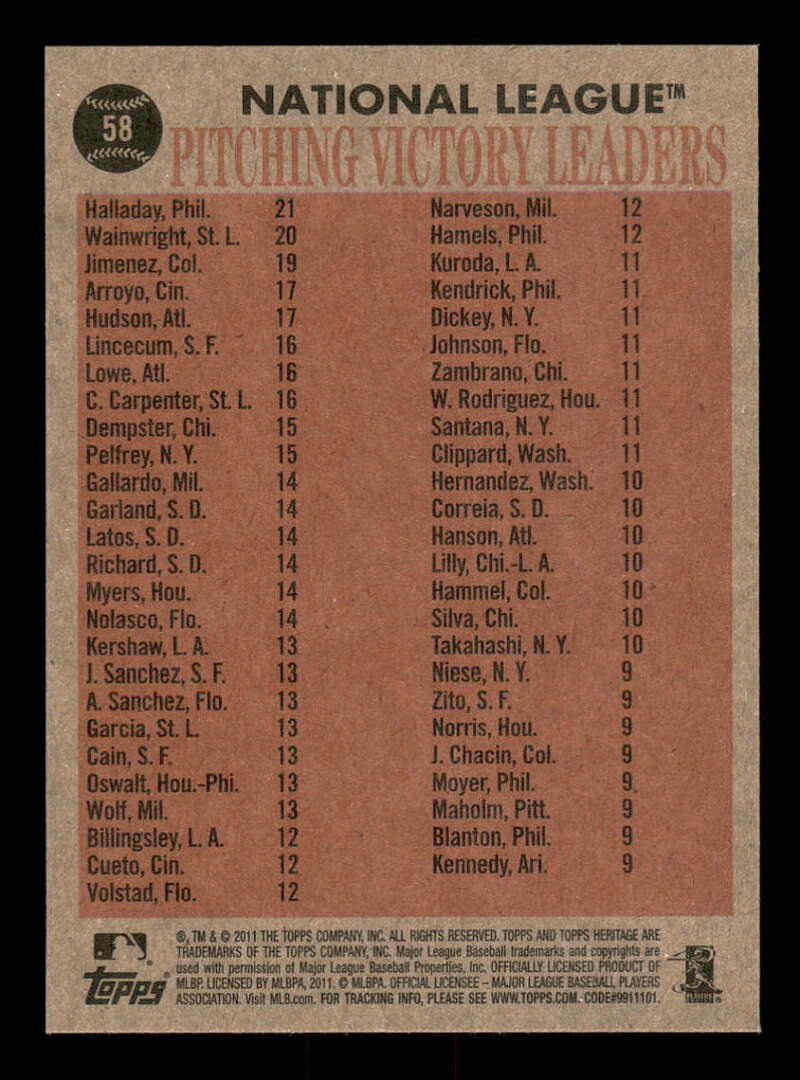 58
NATIONAL LEAGUE™
PITCHING VICTORY LEADERS
Halladay, Phil. 21
Wainwright, St. L. 20
Jimenez, Col. 19
Arroyo, Cin. 17
Hudson, Atl. 17
Lincecum, S. F. 16
Lowe, Atl. 16
C. Carpenter, St. L. 16
Dempster, Chi. 15
Pelfrey, N. Y. 15
Gallardo, Mil. 14
Garland, S. D. 14
Latos, S. D. 14
Richard, S. D. 14
Myers, Hou. 14
Nolasco, Flo. 14
Kershaw, L. A. 13
J. Sanchez, S. F. 13
A. Sanchez, Flo. 13
Garcia, St. L. 13
Cain, S. F. 13
Oswalt, Hou.-Phi. 13
Wolf, Mil. 13
Billingsley, L. A. 12
Cueto, Cin. 12
Volstad, Flo. 12
Narveson, Mil. 12
Hamels, Phil. 12
Kuroda, L. A. 11
Kendrick, Phil. 11
Dickey, N. Y. 11
Johnson, Flo. 11
Zambrano, Chi. 11
W. Rodriguez, Hou. 11
Santana, N. Y. 11
Clippard, Wash. 11
Hernandez, Wash. 10
Correia, S. D. 10
Hanson, Atl. 10
Lilly, Chi.-L. A. 10
Hammel, Col. 10
Silva, Chi. 10
Takahashi, N. Y. 10
Niese, N. Y. 9
Zito, S. F. 9
Norris, Hou. 9
J. Chacin, Col. 9
Moyer, Phil. 9
Maholm, Pitt. 9
Blanton, Phil. 9
Kennedy, Ari. 9
®, TM & © 2011 THE TOPPS COMPANY, INC. ALL RIGHTS RESERVED. TOPPS AND TOPPS HERITAGE ARE
TRADEMARKS OF THE TOPPS COMPANY, INC. Major League Baseball trademarks and copyrights are
used with permission of Major League Baseball Properties, Inc. OFFICIALLY LICENSED PRODUCT OF
MLBP. LICENSED BY MLBPA, 2011. © MLBPA. OFFICIAL LICENSEE – MAJOR LEAGUE BASEBALL PLAYERS
ASSOCIATION. Visit MLB.com. FOR TRACKING INFO, PLEASE SEE WWW.TOPPS.COM. CODE#9911101.
Topps®